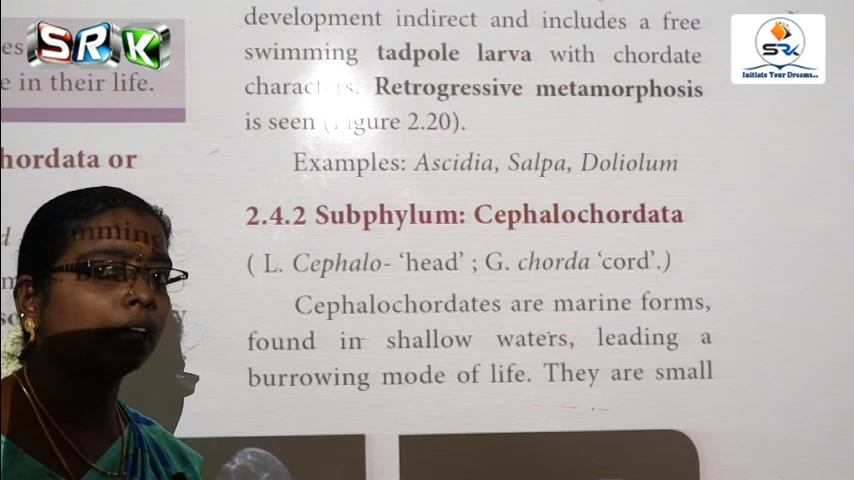 SRK
SRK
Initiate Your Dreams...
es
e in their life.
hordata or
mming
development indirect and includes a free
swimming tadpole larva with chordate
characters. Retrogressive metamorphosis
is seen (Figure 2.20).
Examples: Ascidia, Salpa, Doliolum
2.4.2 Subphylum: Cephalochordata
( L. Cephalo- ‘head’ ; G. chorda ‘cord’.)
Cephalochordates are marine forms,
found in shallow waters, leading a
burrowing mode of life. They are small